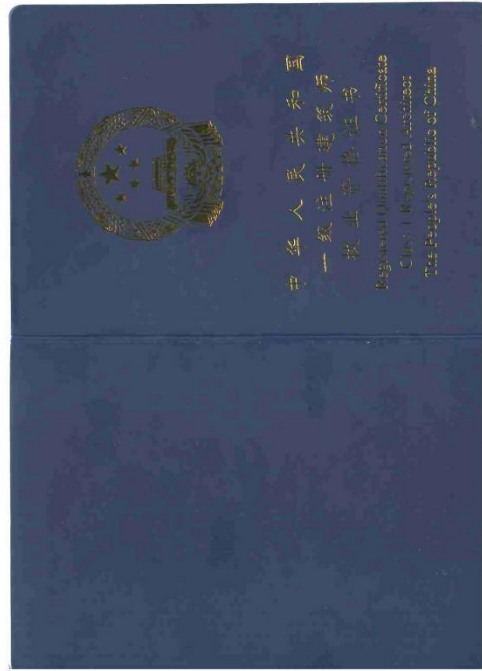 中华人民共和国
一级注册建筑师
执业资格证书
Registered Qualification Certificate
Class 1 Registered Architect
The People's Republic of China